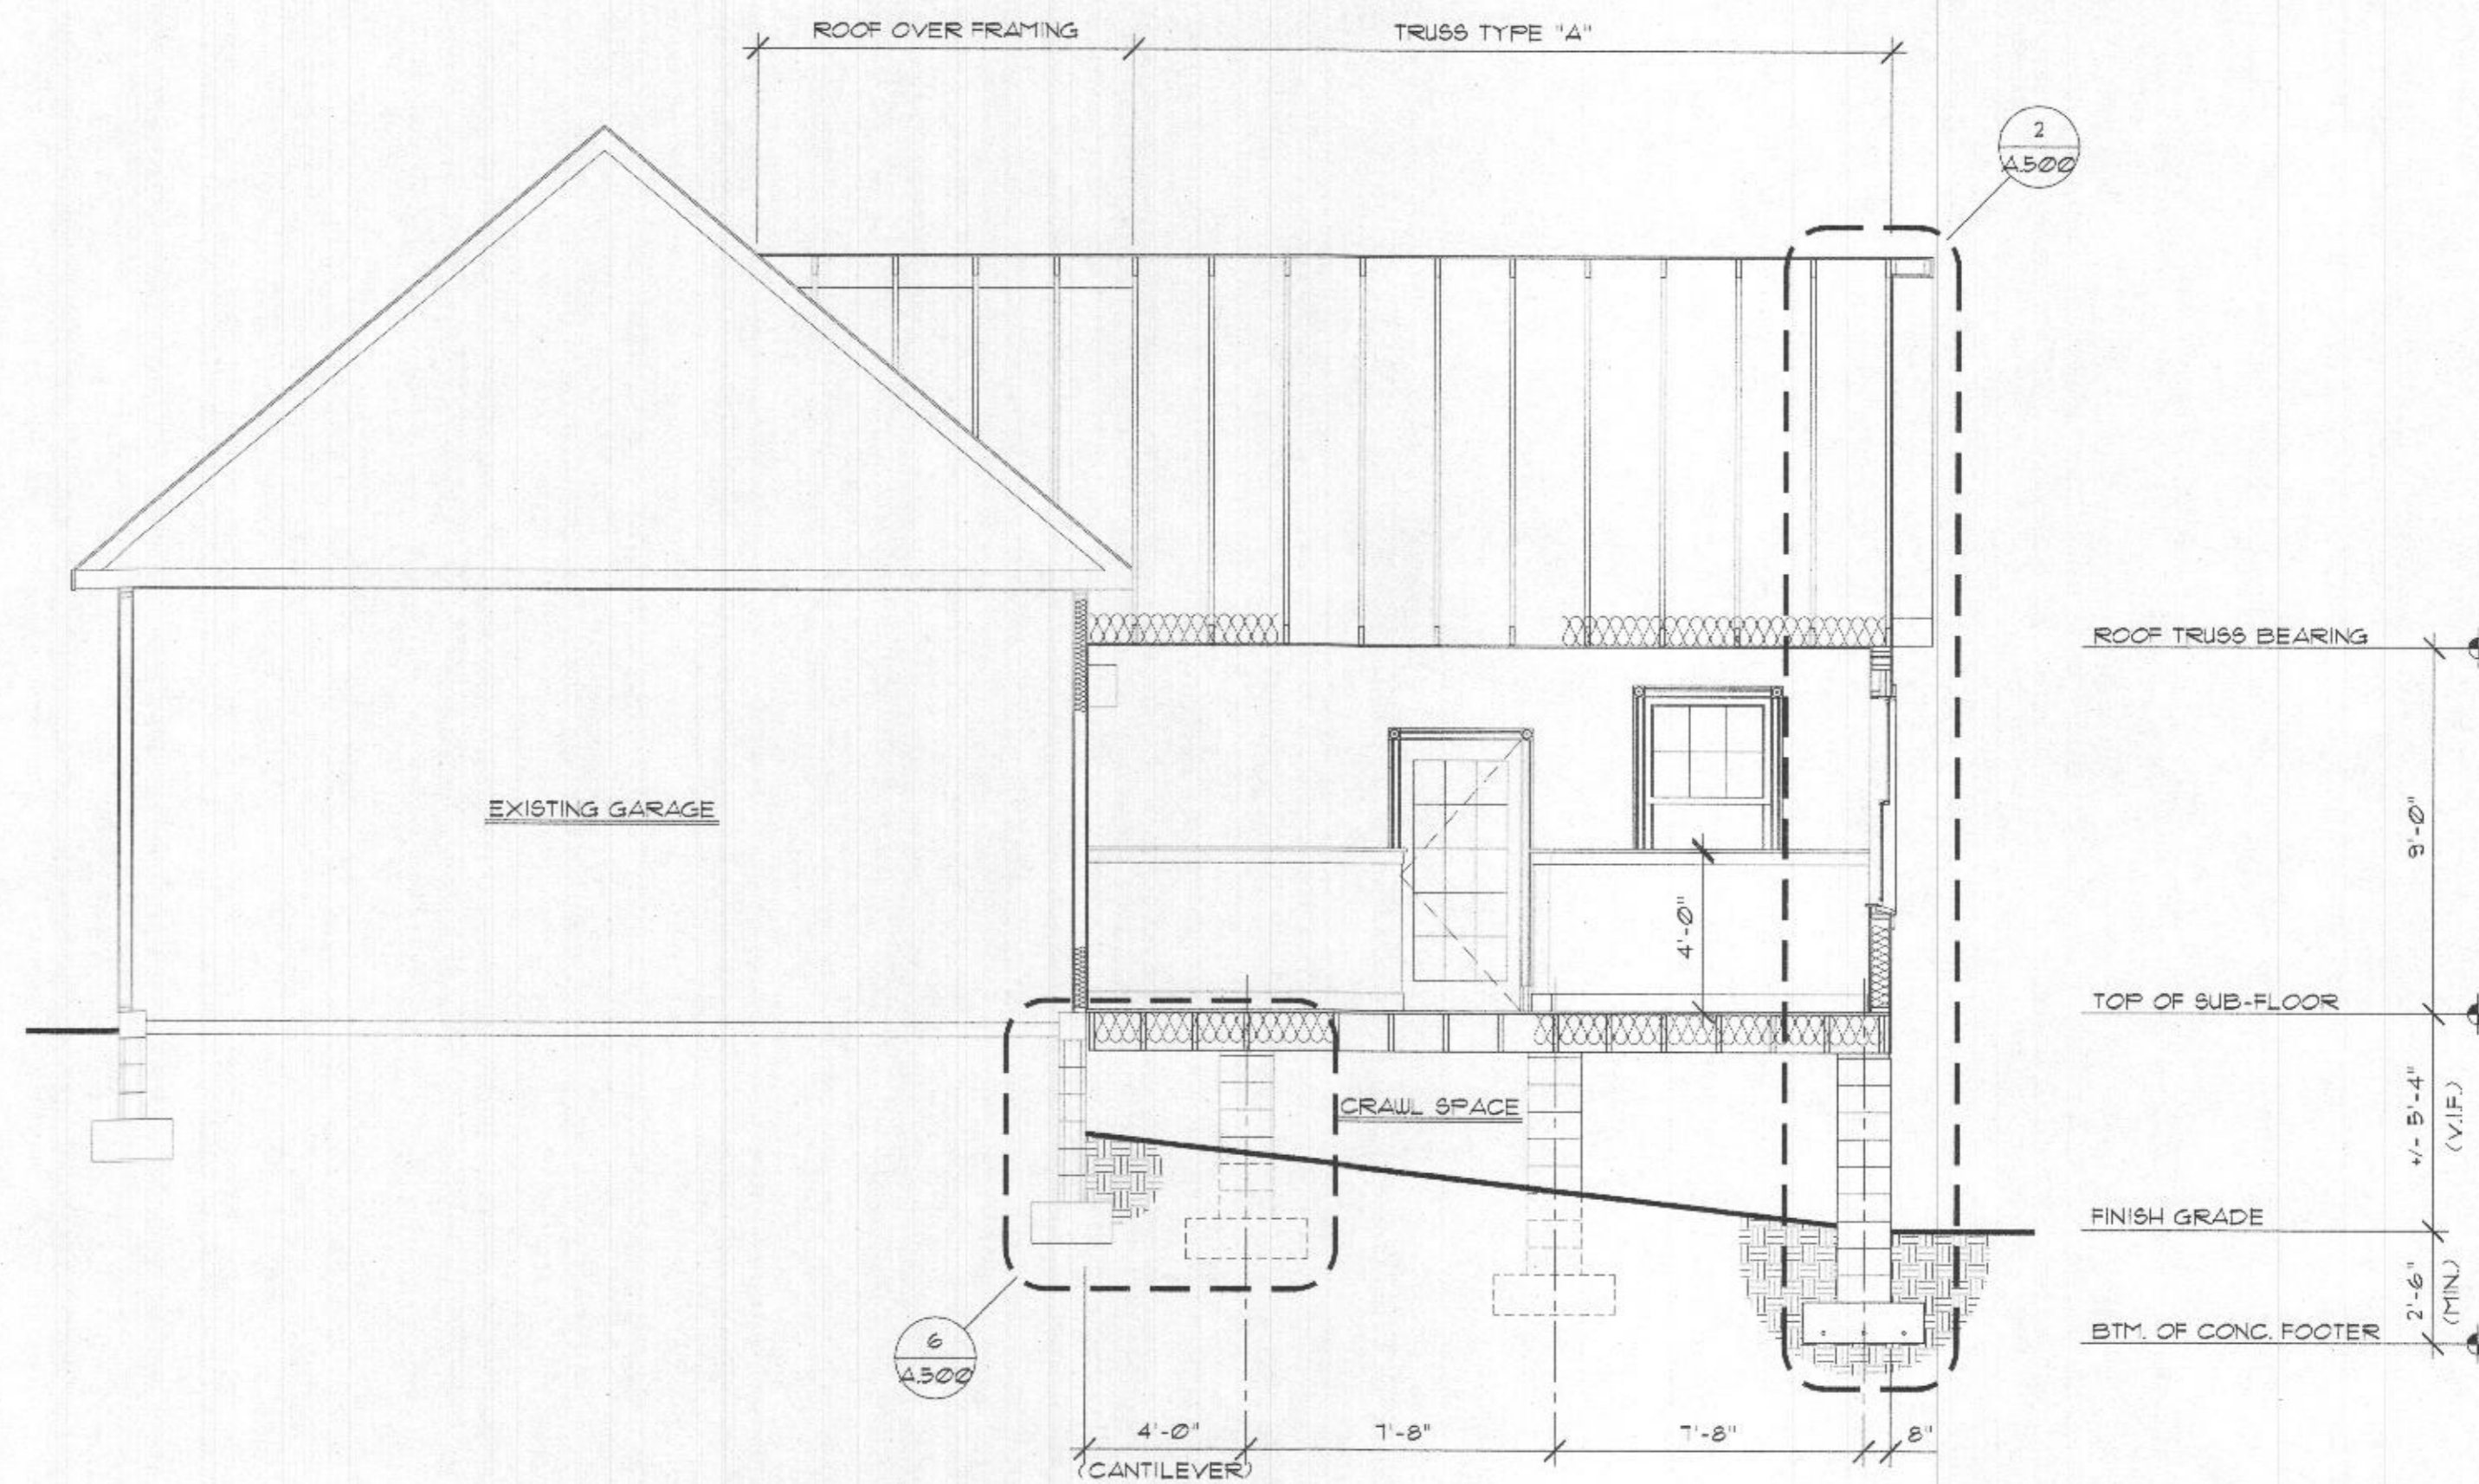 ROOF OVER FRAMING
TRUSS TYPE "A"
2
A.500
ROOF TRUSS BEARING
9'-0"
EXISTING GARAGE
4'-0"
TOP OF SUB-FLOOR
CRAWL SPACE
+/- 5'-4"
(V.I.F.)
FINISH GRADE
2'-6"
(MIN.)
BTM. OF CONC. FOOTER
6
A.500
4'-0"
7'-8"
7'-8"
8"
(CANTILEVER)